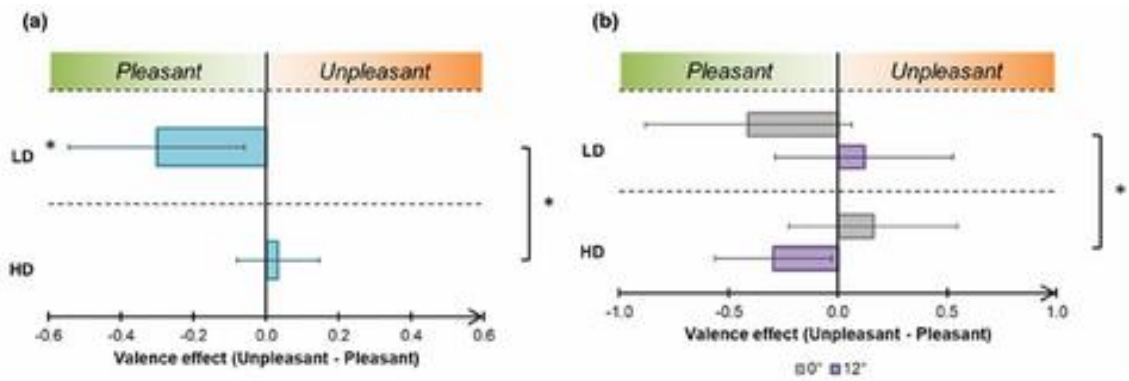 (a)
Pleasant Unpleasant
LD *
*
HD
-0.6 -0.4 -0.2 0.0 0.2 0.4 0.6
Valence effect (Unpleasant - Pleasant)
(b)
Pleasant Unpleasant
LD
*
HD
-1.0 -0.5 0.0 0.5 1.0
Valence effect (Unpleasant - Pleasant)
0° 12°